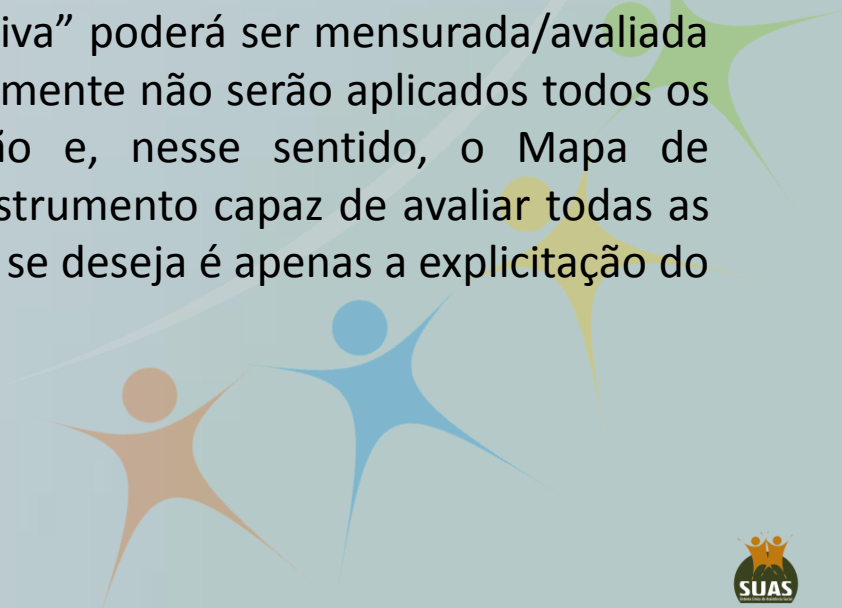 iva” poderá ser mensurada/avaliada
mente não serão aplicados todos os
ão e, nesse sentido, o Mapa de
strumento capaz de avaliar todas as
se deseja é apenas a explicitação do
SUAS